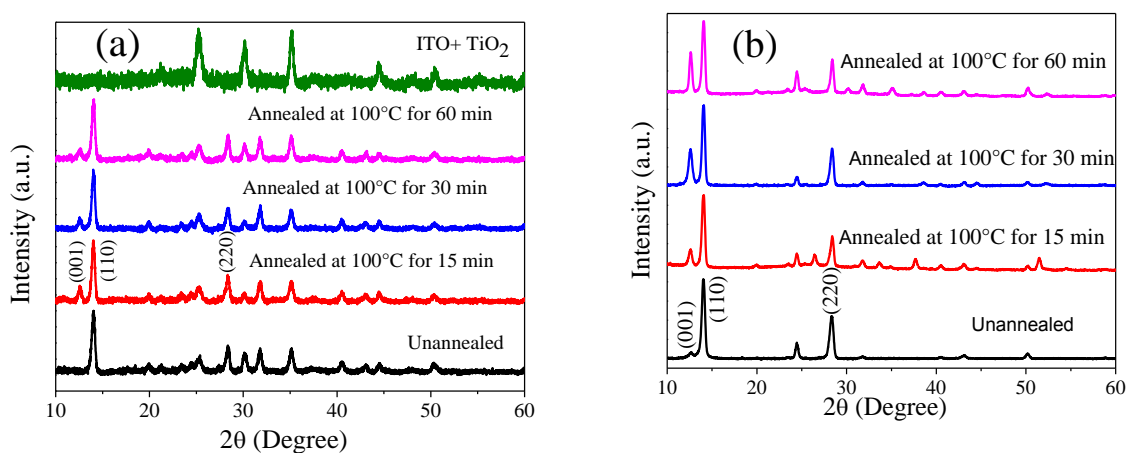 (a)
ITO+ TiO₂
Annealed at 100°C for 60 min
Annealed at 100°C for 30 min
Annealed at 100°C for 15 min
(001)
(110)
(220)
Unannealed
Intensity (a.u.)
10 20 30 40 50 60
2θ (Degree)
(b)
Annealed at 100°C for 60 min
Annealed at 100°C for 30 min
Annealed at 100°C for 15 min
(001)
(110)
(220)
Unannealed
Intensity (a.u.)
10 20 30 40 50 60
2θ (Degree)